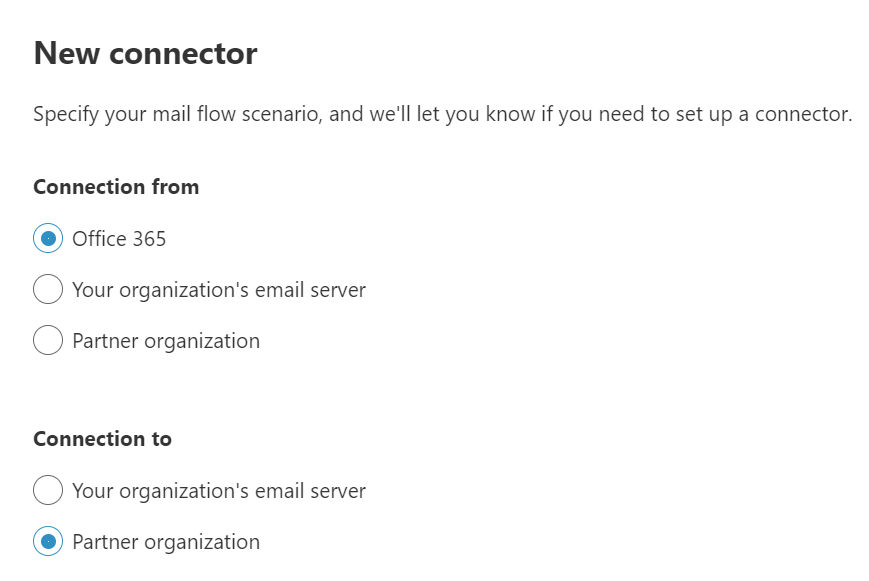 New connector
Specify your mail flow scenario, and we'll let you know if you need to set up a connector.
Connection from
Office 365
Your organization's email server
Partner organization
Connection to
Your organization's email server
Partner organization